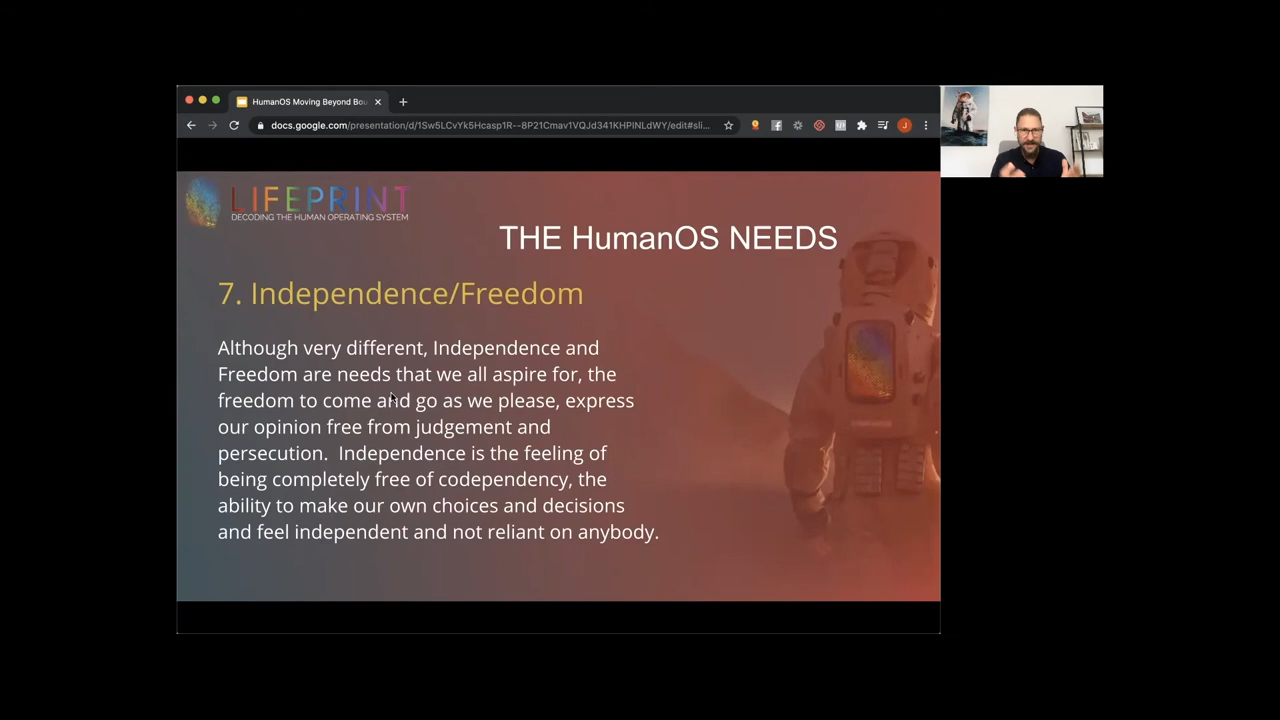 HumanOS Moving Beyond Bou
docs.google.com/presentation/d/1Sw5LCvYk5Hcasp1R--8P21Cmav1VQJd341KHPINLdWY/edit#sli...
LIFEPRINT
DECODING THE HUMAN OPERATING SYSTEM
THE HumanOS NEEDS
7. Independence/Freedom
Although very different, Independence and
Freedom are needs that we all aspire for, the
freedom to come and go as we please, express
our opinion free from judgement and
persecution.  Independence is the feeling of
being completely free of codependency, the
ability to make our own choices and decisions
and feel independent and not reliant on anybody.